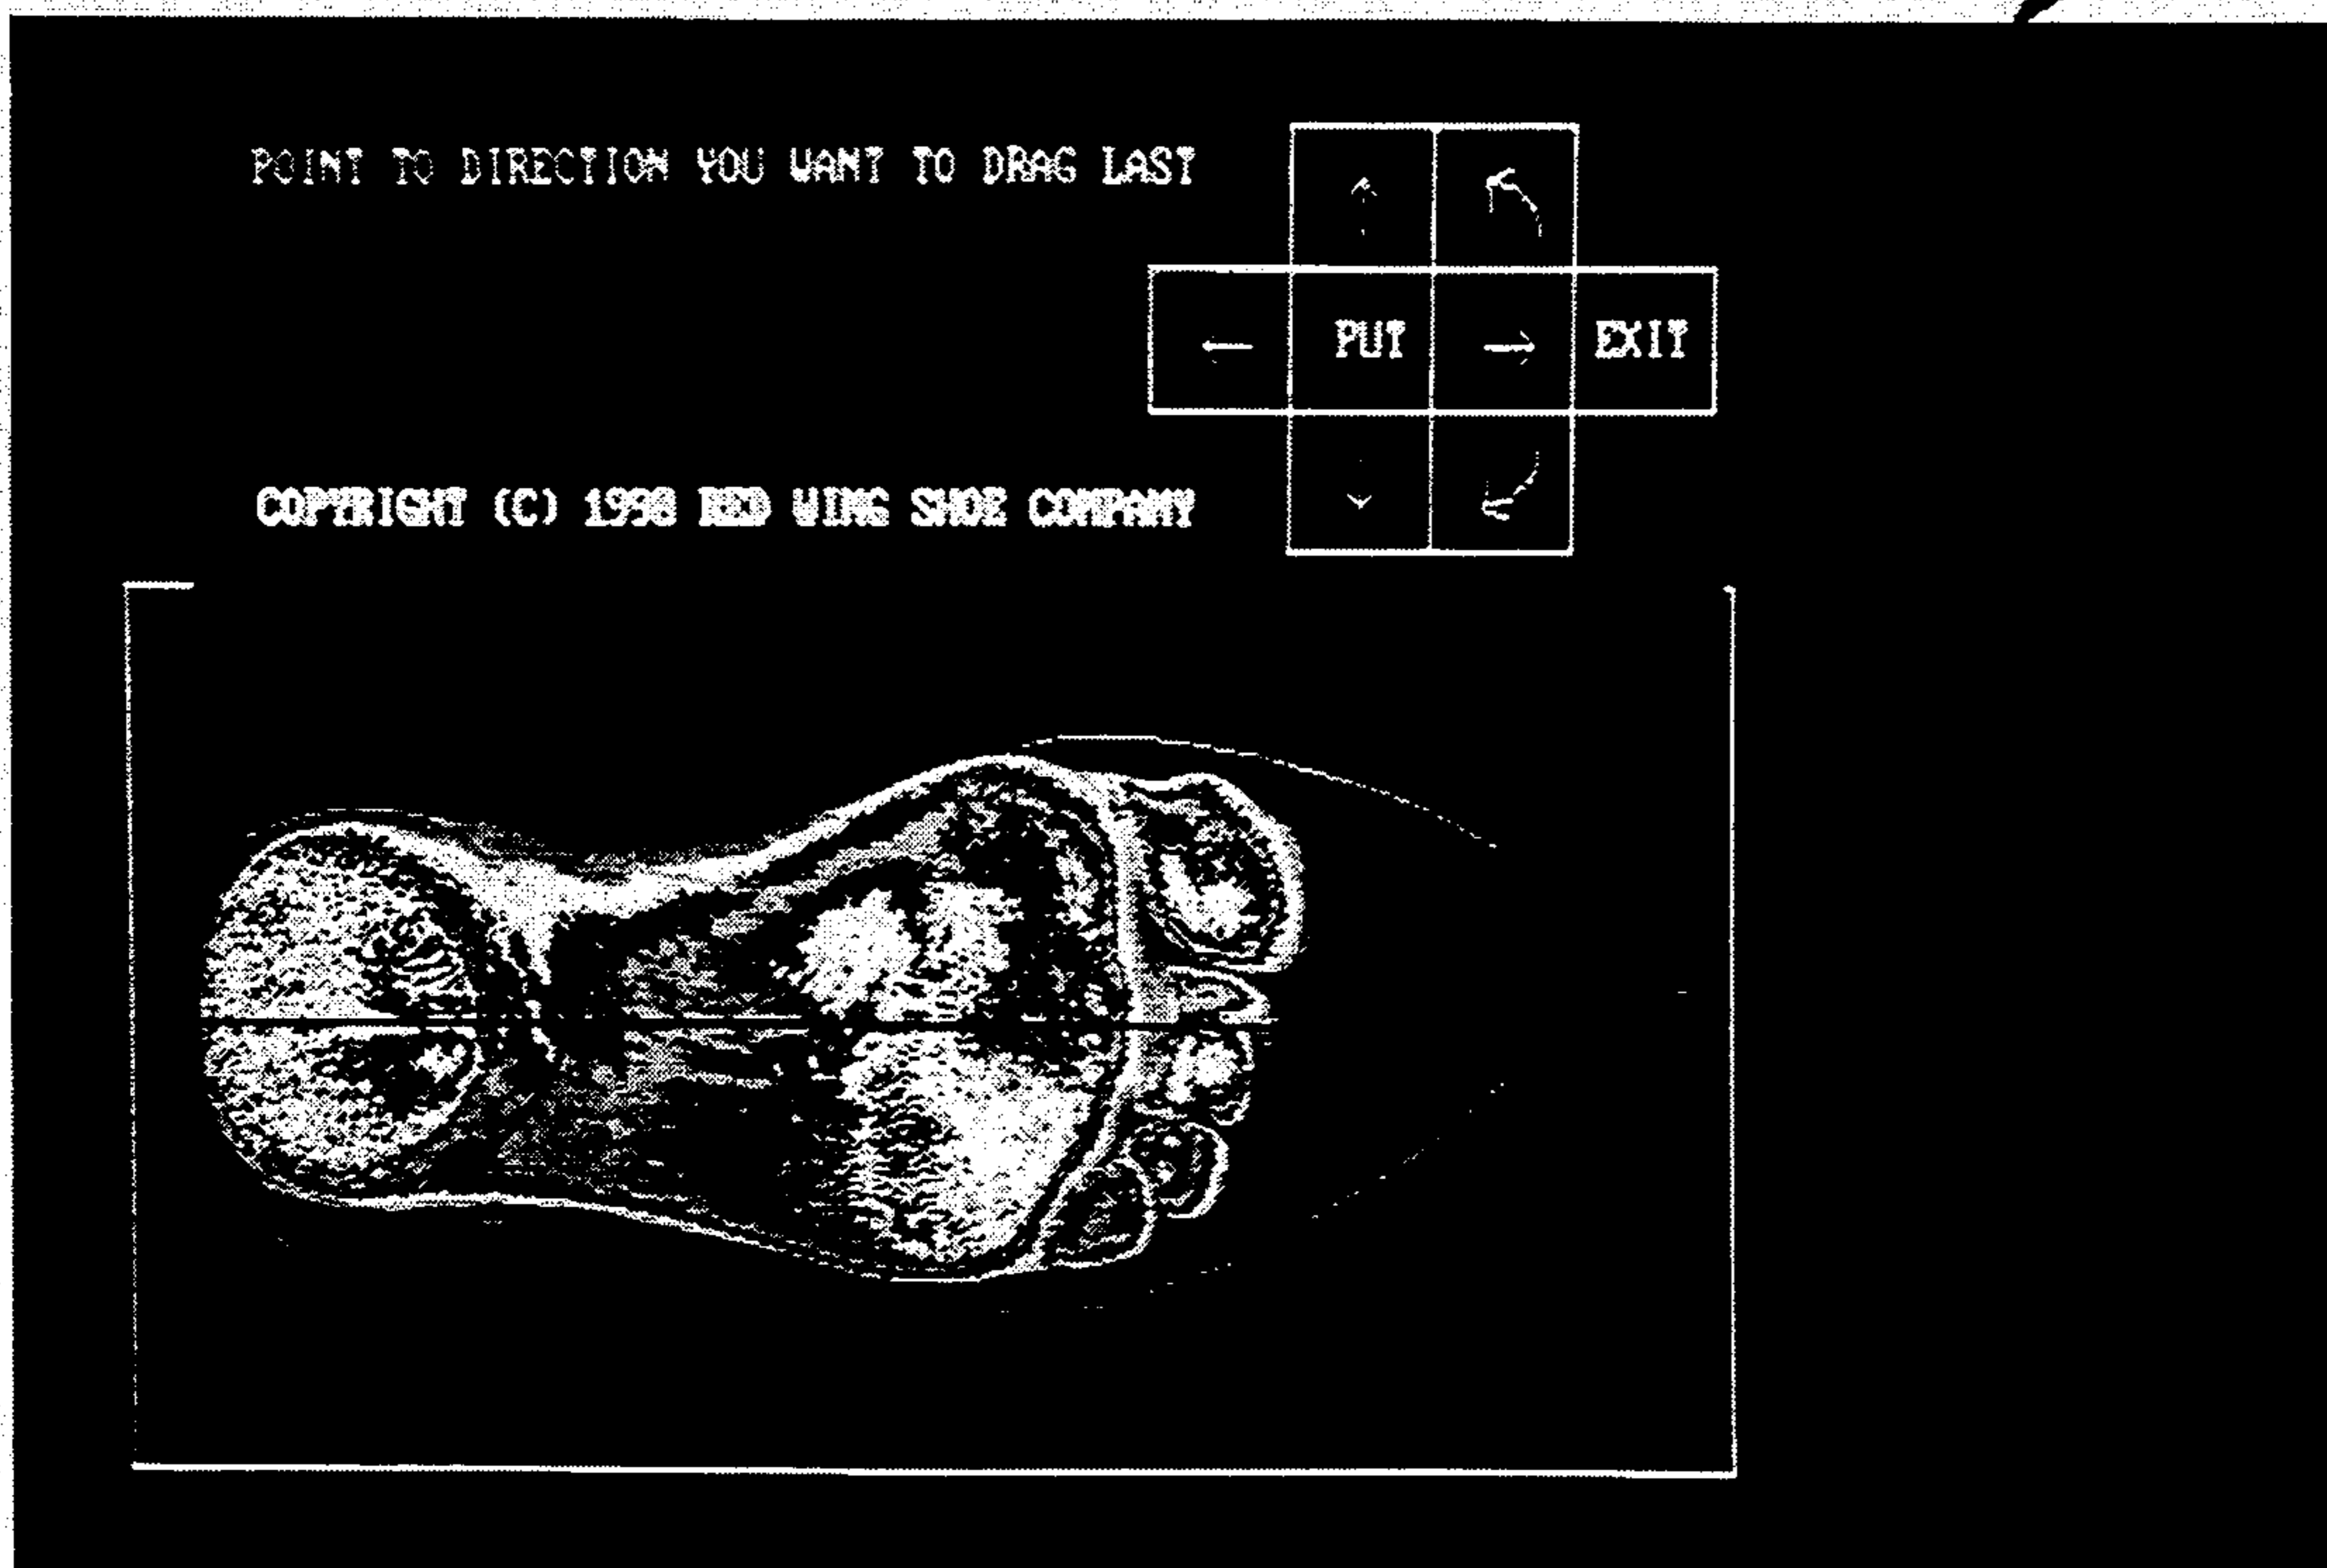 POINT TO DIRECTION YOU WANT TO DRAG LAST
PUT
EXIT
COPYRIGHT (C) 1998 RED WING SHOE COMPANY